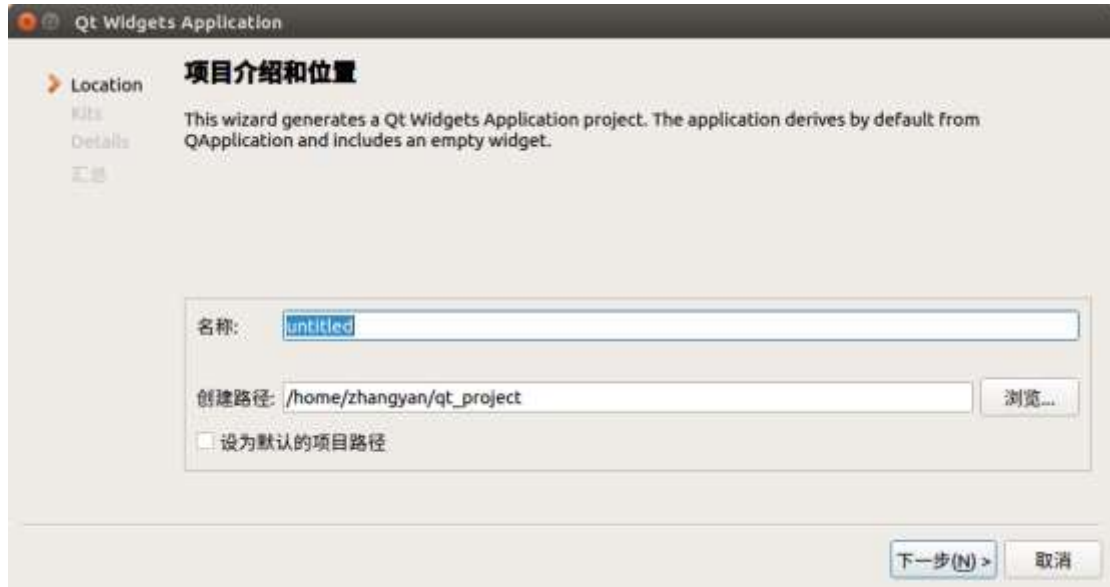 Qt Widgets Application
Location
Kits
Details
汇总
项目介绍和位置
This wizard generates a Qt Widgets Application project. The application derives by default from
QApplication and includes an empty widget.
名称:
untitled
创建路径:
/home/zhangyan/qt_project
浏览...
设为默认的项目路径
下一步(N) >
取消